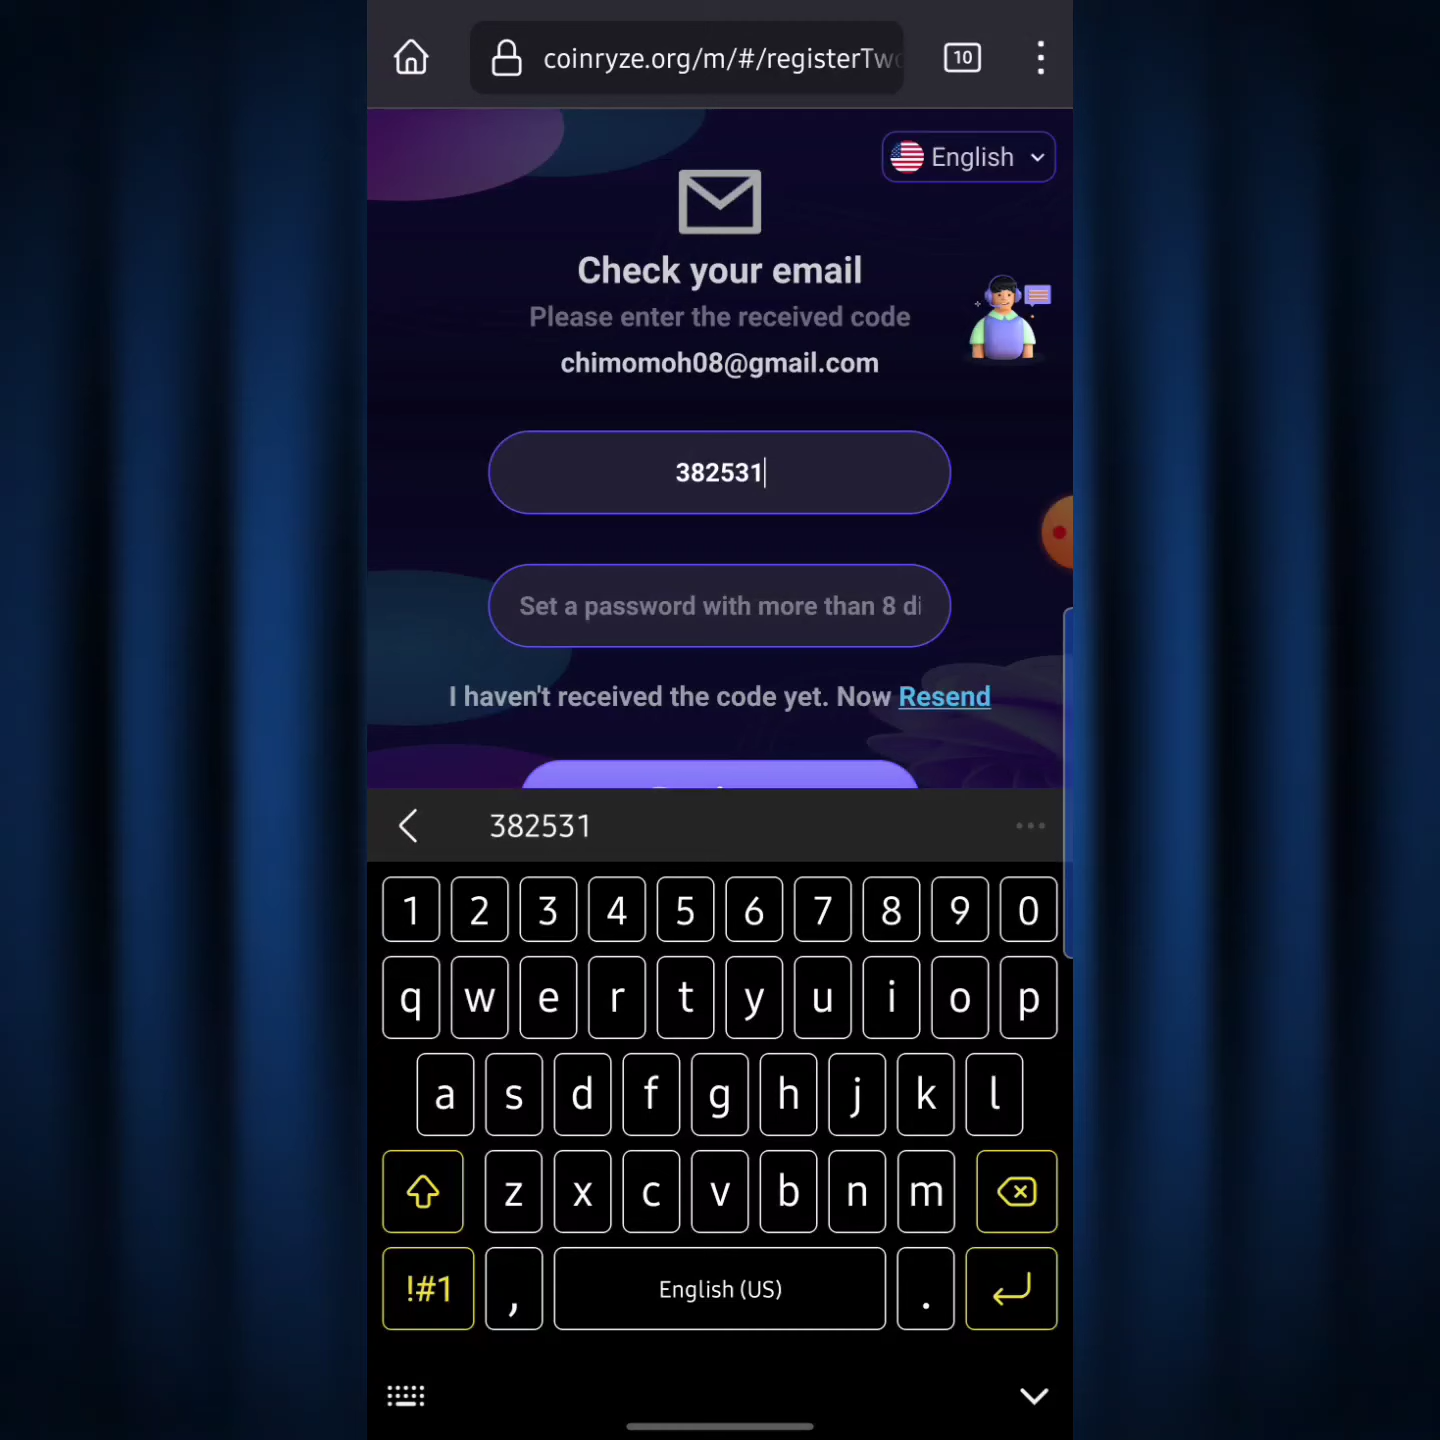 coinryze.org/m/#/registerTwo
10
English
Check your email
Please enter the received code
chimomoh08@gmail.com
382531
Set a password with more than 8 di
I haven't received the code yet. Now Resend
382531
1 2 3 4 5 6 7 8 9 0
q w e r t y u i o p
a s d f g h j k l
z x c v b n m
!#1 , English (US) .